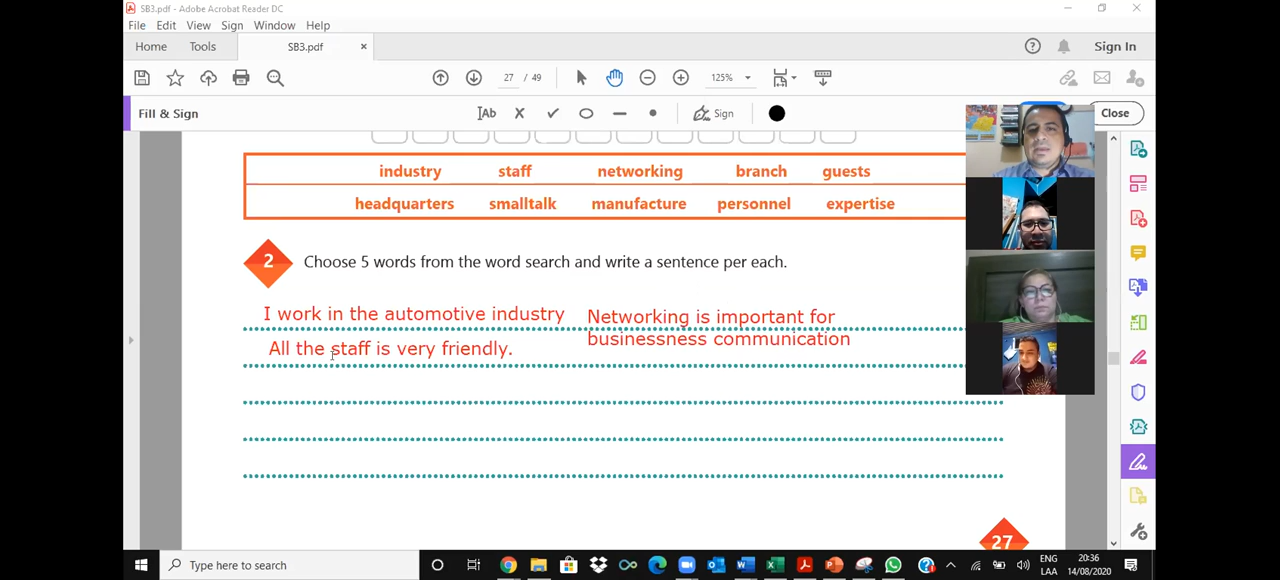 SB3.pdf - Adobe Acrobat Reader DC
File Edit View Sign Window Help
Home Tools SB3.pdf × Sign In
27 / 49 125%
Fill & Sign Ab Sign Close
industry staff networking branch guests
headquarters smalltalk manufacture personnel expertise
2 Choose 5 words from the word search and write a sentence per each.
I work in the automotive industry
All the staff is very friendly.
Networking is important for
businessness communication
27
Type here to search
ENG 20:36
LAA 14/08/2020